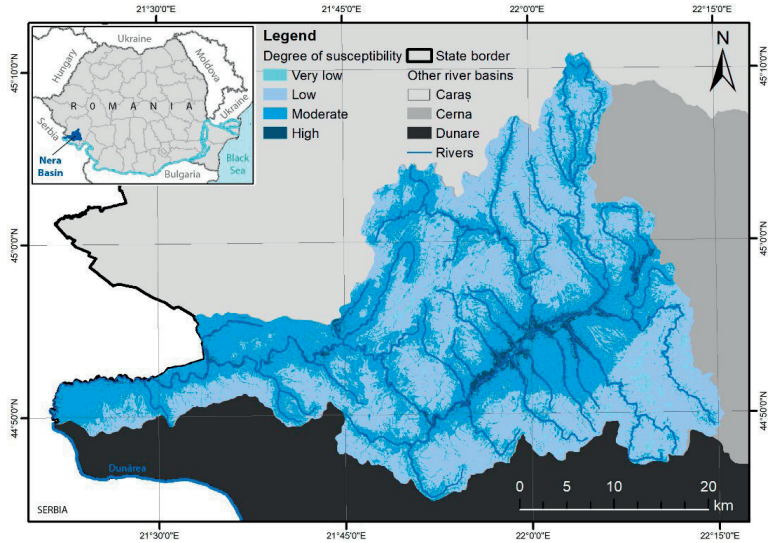 21°30'0"E 21°45'0"E 22°0'0"E 22°15'0"E
Ukraine
Hungary
Moldova
ROMANIA
Ukraine
Serbia
Nera
Basin
Bulgaria
Black
Sea
Legend
Degree of susceptibility
Very low
Low
Moderate
High
State border
Other river basins
Caraș
Cerna
Dunare
Rivers
N
45°10'0"N
45°10'0"N
45°0'0"N
45°0'0"N
44°50'0"N
44°50'0"N
Dunărea
SERBIA
0 5 10 20
km
21°30'0"E 21°45'0"E 22°0'0"E 22°15'0"E